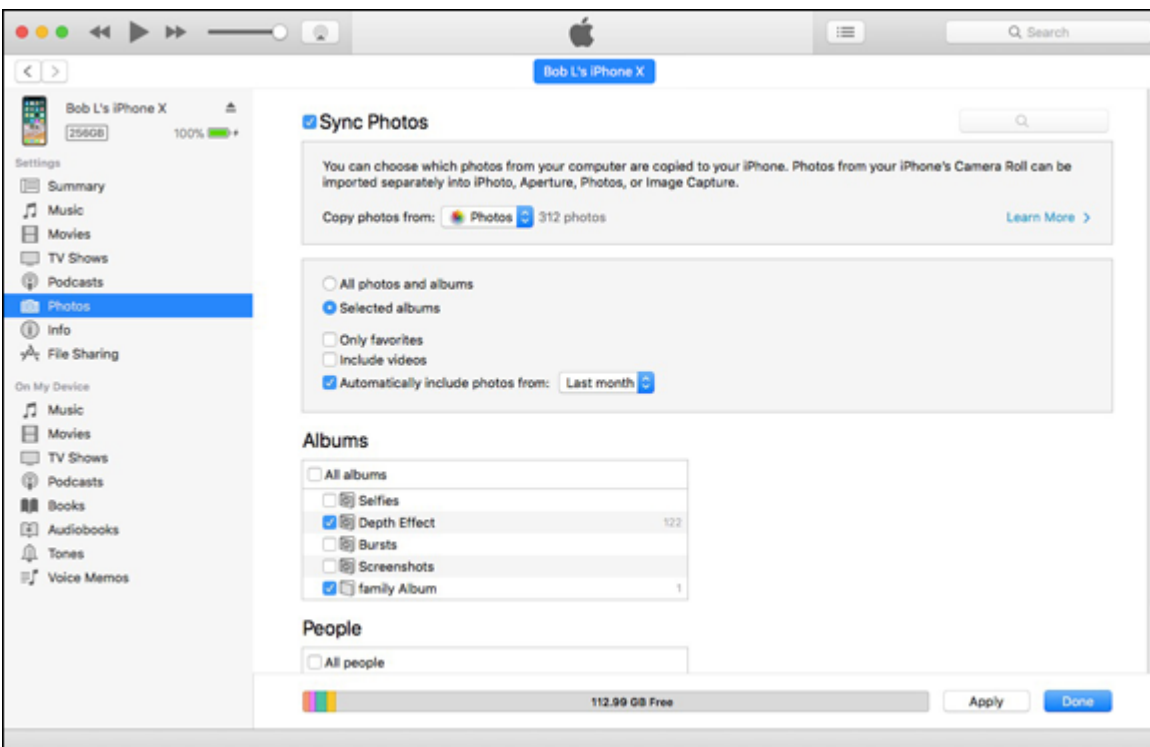 Search
Bob L's iPhone X
Bob L's iPhone X
256GB 100%
Settings
Summary
Music
Movies
TV Shows
Podcasts
Photos
Info
File Sharing
On My Device
Music
Movies
TV Shows
Podcasts
Books
Audiobooks
Tones
Voice Memos
Sync Photos
You can choose which photos from your computer are copied to your iPhone. Photos from your iPhone's Camera Roll can be
imported separately into iPhoto, Aperture, Photos, or Image Capture.
Copy photos from: Photos 312 photos Learn More >
All photos and albums
Selected albums
Only favorites
Include videos
Automatically include photos from: Last month
Albums
All albums
Selfies
Depth Effect 122
Bursts
Screenshots
family Album 1
People
All people
112.99 GB Free Apply Done